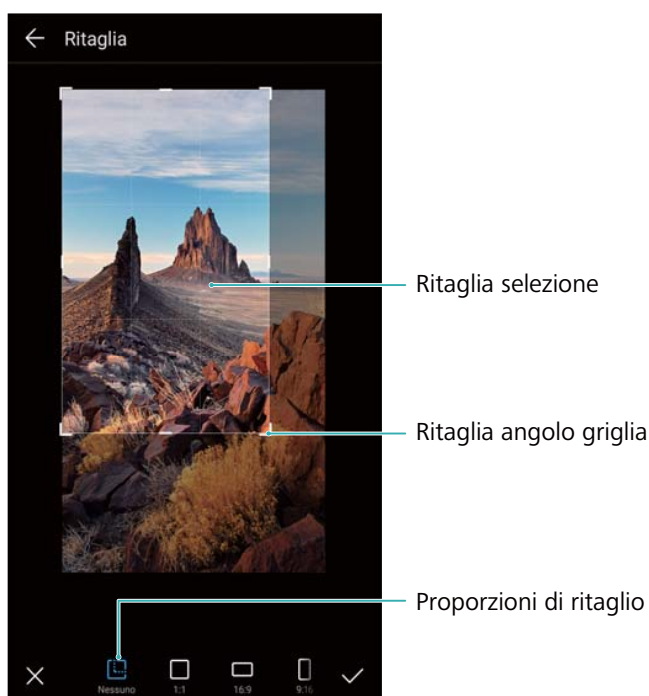 Ritaglia
Ritaglia selezione
Ritaglia angolo griglia
Proporzioni di ritaglio
Nessuno 1:1 16:9 9:16